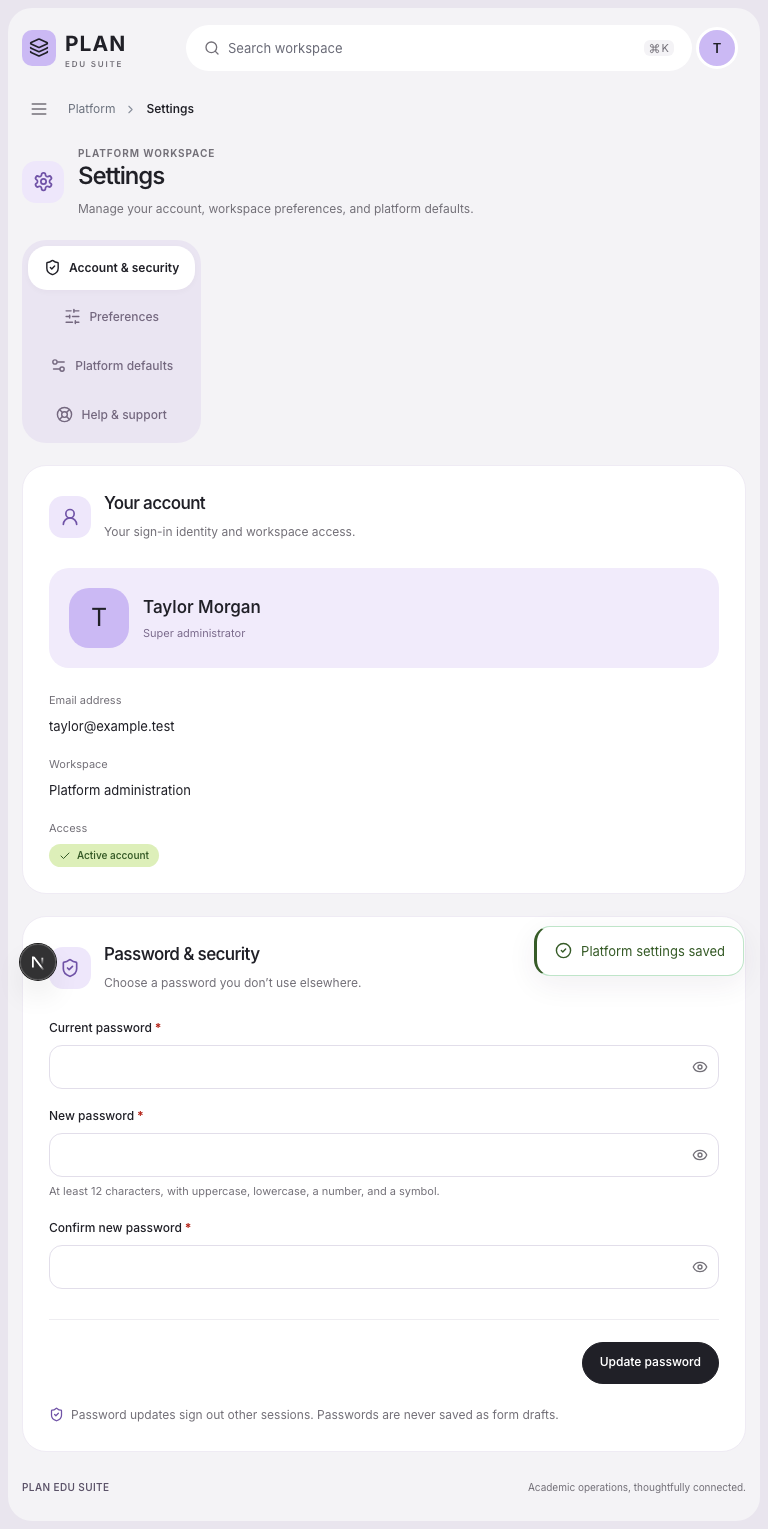 PLAN
EDU SUITE
Search workspace
⌘K
T
Platform
Settings
PLATFORM WORKSPACE
Settings
Manage your account, workspace preferences, and platform defaults.
Account & security
Preferences
Platform defaults
Help & support
Your account
Your sign-in identity and workspace access.
T
Taylor Morgan
Super administrator
Email address
taylor@example.test
Workspace
Platform administration
Access
Active account
N
Password & security
Choose a password you don’t use elsewhere.
Platform settings saved
Current password *
New password *
At least 12 characters, with uppercase, lowercase, a number, and a symbol.
Confirm new password *
Update password
Password updates sign out other sessions. Passwords are never saved as form drafts.
PLAN EDU SUITE
Academic operations, thoughtfully connected.